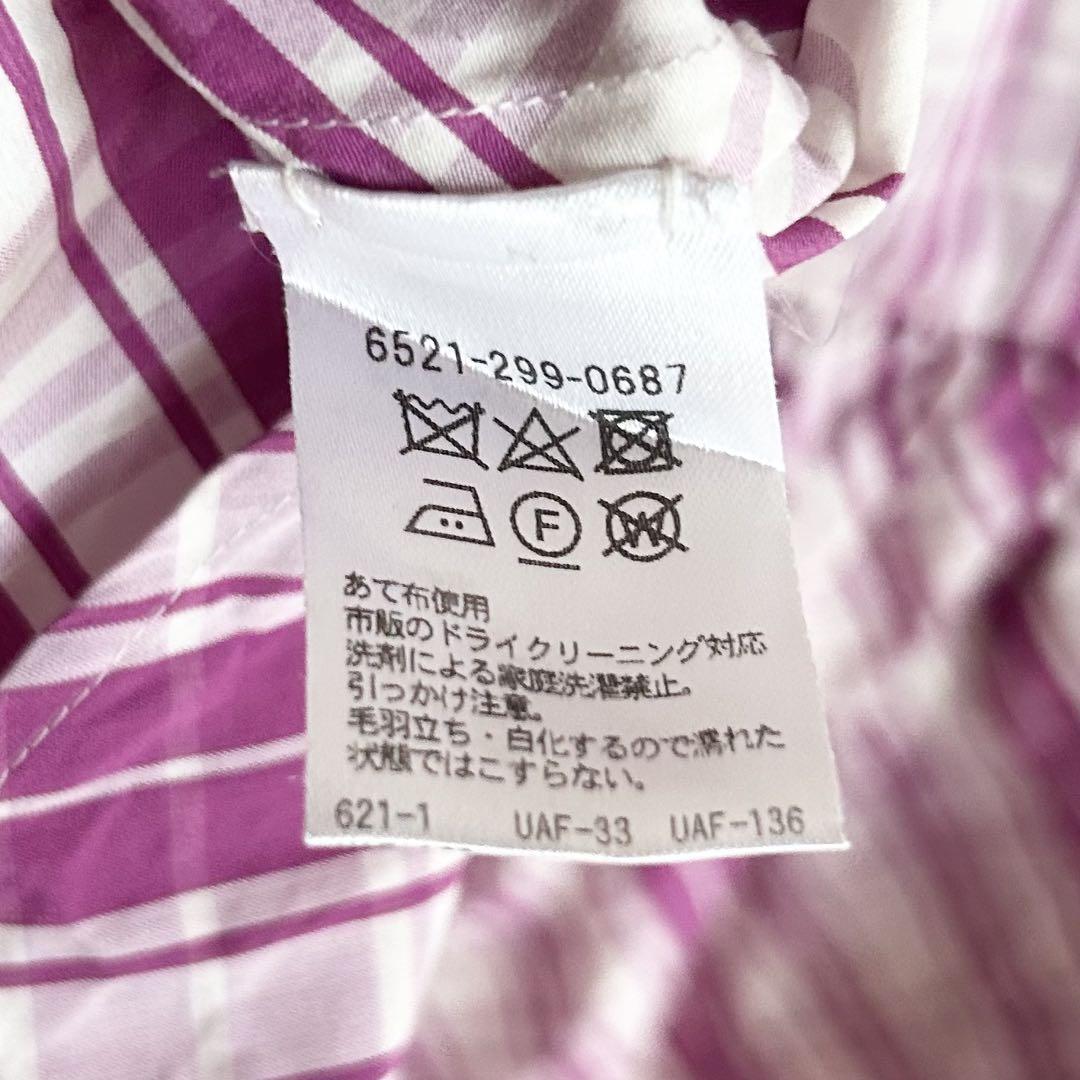 6521-299-0687
F W
あて布使用
市販のドライクリーニング対応
洗剤による家庭洗濯禁止。
引っかけ注意。
毛羽立ち・白化するので濡れた
状態ではこすらない。
621-1 UAF-33 UAF-136